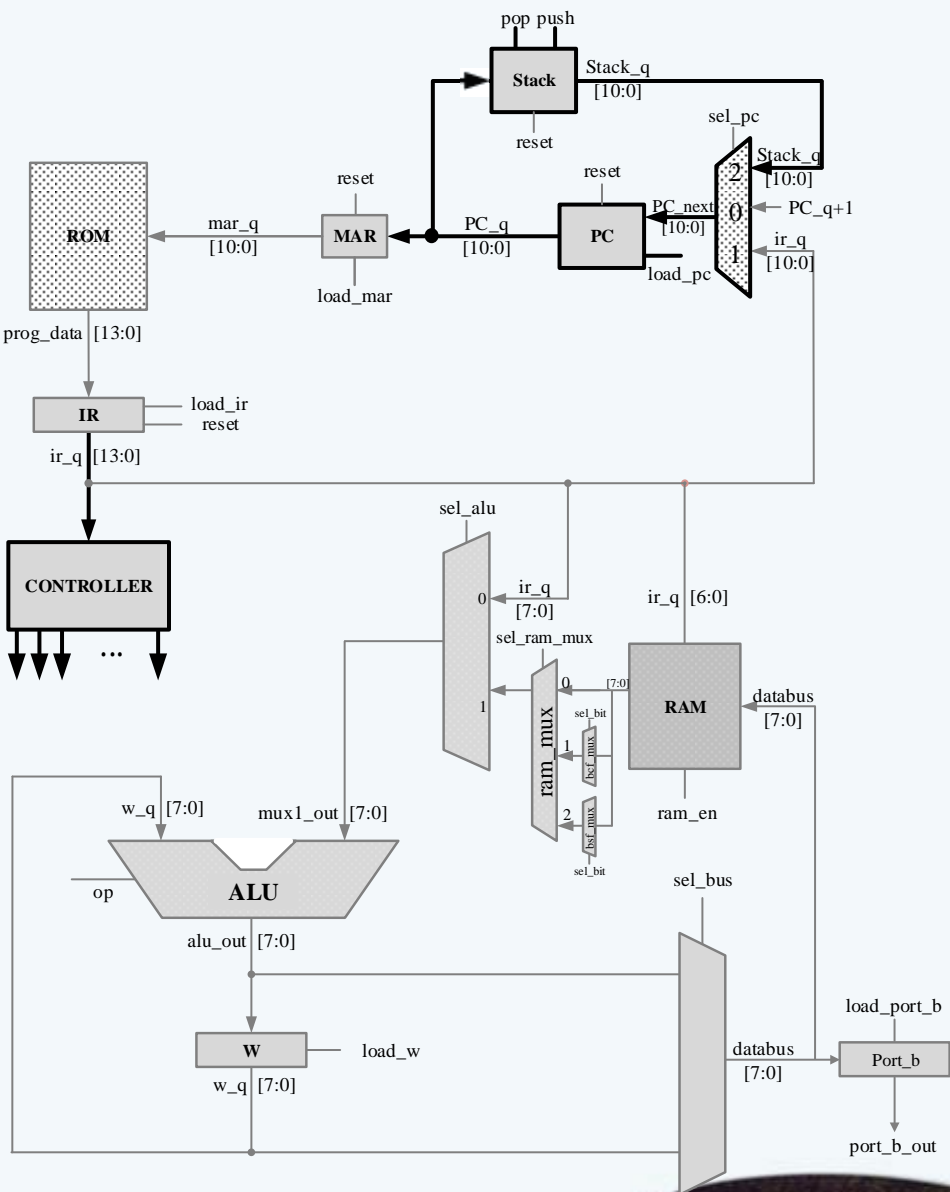 pop push
Stack
Stack_q
[10:0]
reset
sel_pc
Stack_q
[10:0]
2
0
1
PC_q+1
ir_q
[10:0]
reset
PC_next
[10:0]
PC
load_pc
PC_q
[10:0]
reset
MAR
load_mar
mar_q
[10:0]
ROM
prog_data [13:0]
IR
load_ir
reset
ir_q [13:0]
CONTROLLER
...
sel_alu
0
1
ir_q
[7:0]
ir_q [6:0]
sel_ram_mux
ram_mux
0
1
2
[7:0]
sel_bit
bcf_mux
bsf_mux
sel_bit
RAM
databus
[7:0]
ram_en
w_q [7:0]
mux1_out [7:0]
op
ALU
alu_out [7:0]
sel_bus
W
load_w
w_q [7:0]
databus
[7:0]
load_port_b
Port_b
port_b_out